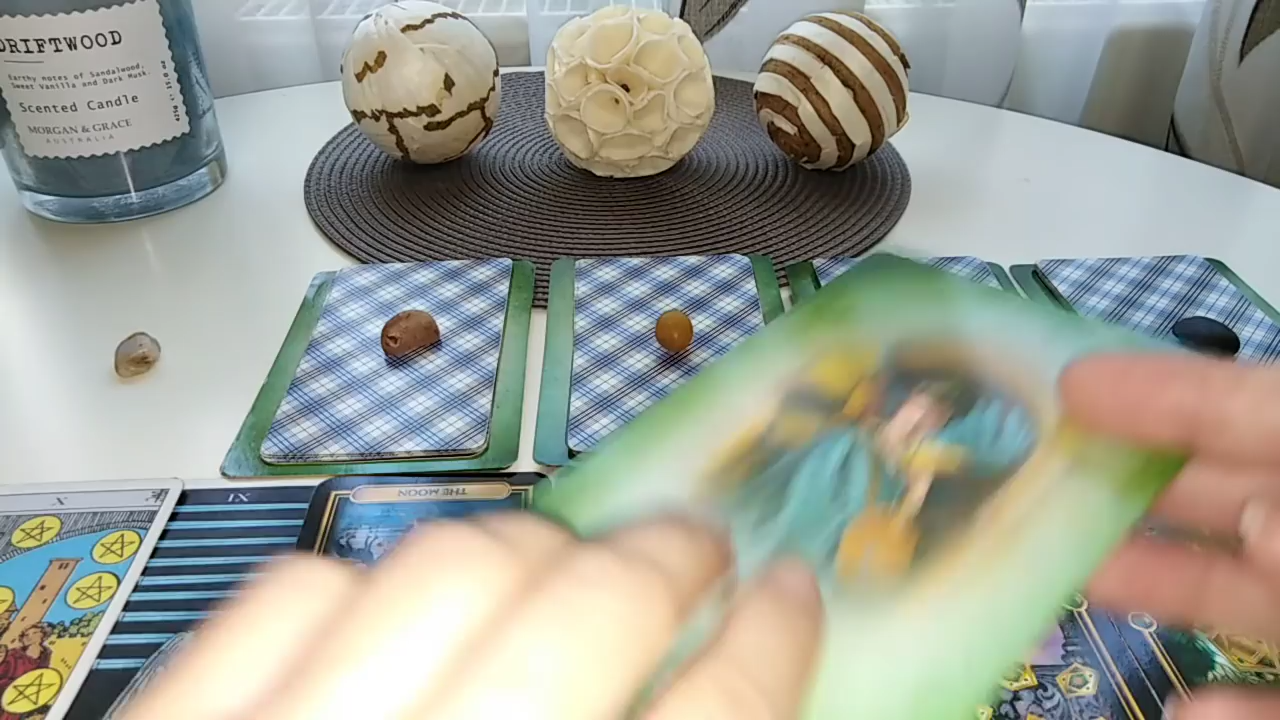 DRIFTWOOD
Earthy notes of Sandalwood,
Sweet Vanilla and Dark Musk.
Scented Candle
MORGAN & GRACE
AUSTRALIA
X
XI
THE MOON